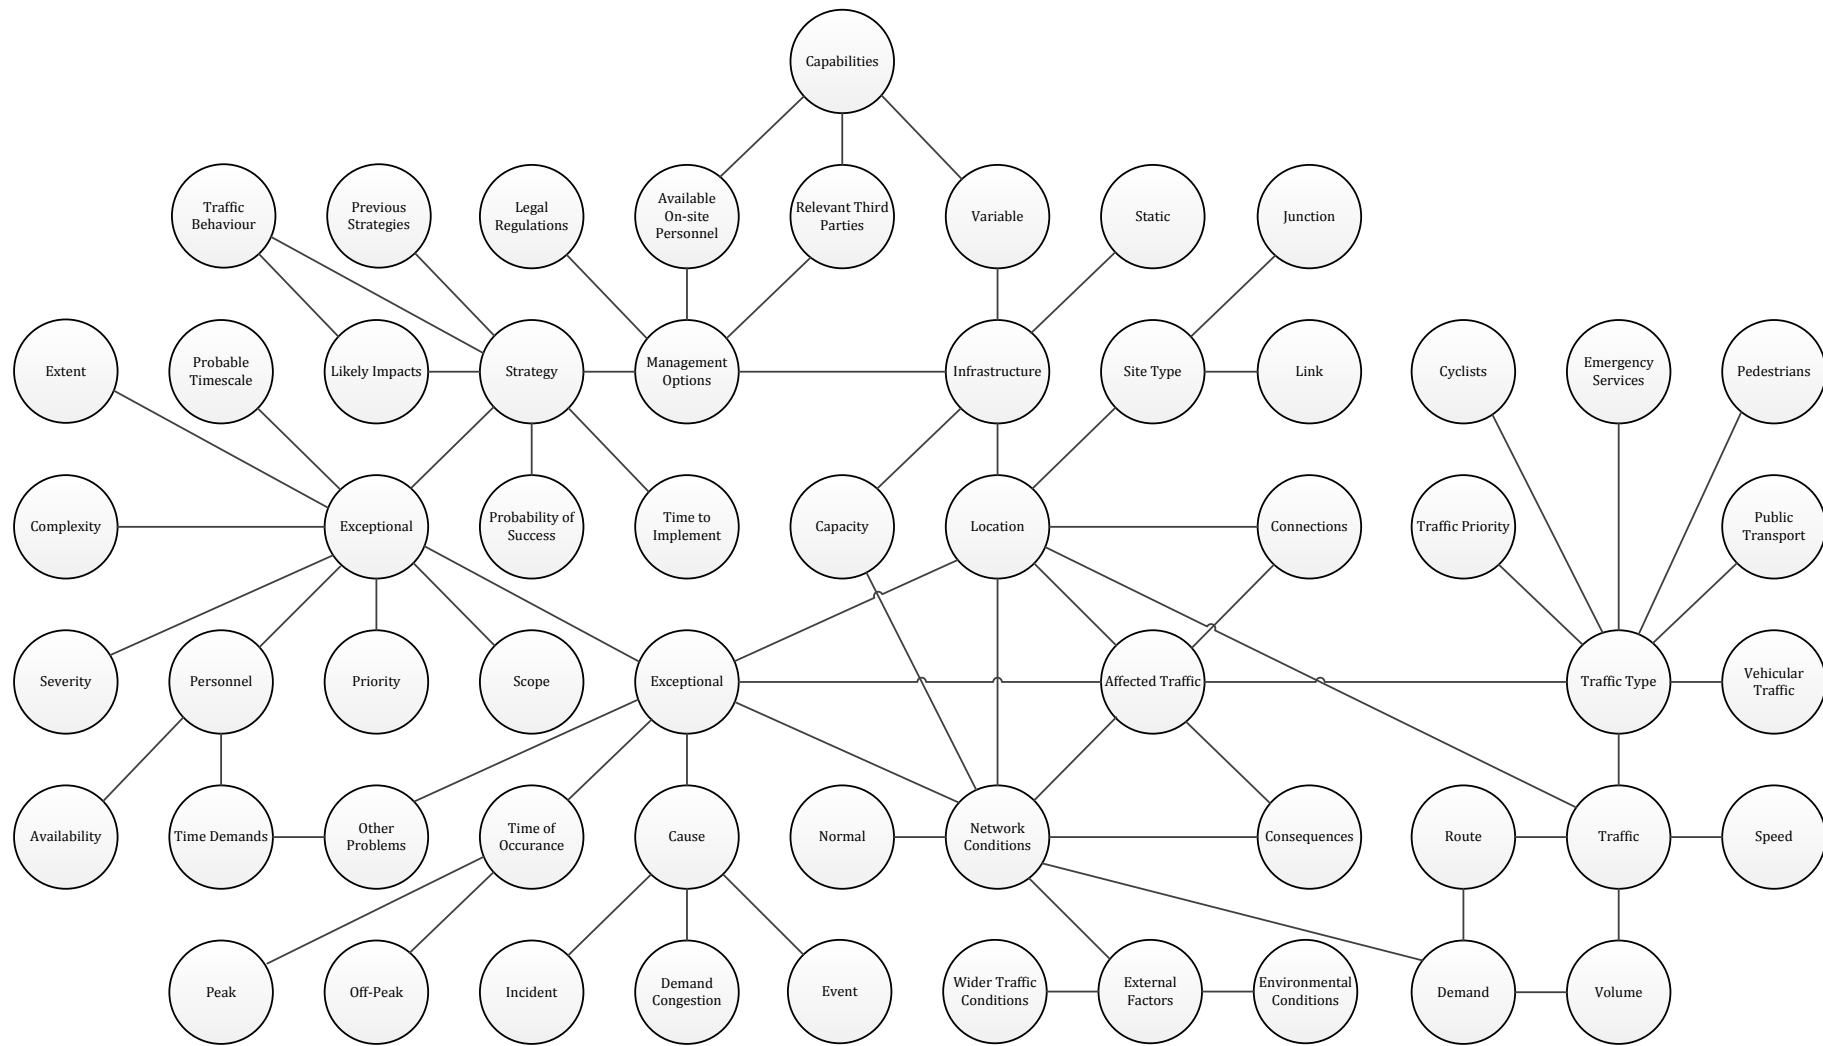 Capabilities
Traffic
Behaviour
Previous
Strategies
Legal
Regulations
Available
On-site
Personnel
Relevant Third
Parties
Variable
Static
Junction
Extent
Probable
Timescale
Likely Impacts
Strategy
Management
Options
Infrastructure
Site Type
Link
Cyclists
Emergency
Services
Pedestrians
Complexity
Exceptional
Probability of
Success
Time to
Implement
Capacity
Location
Connections
Traffic Priority
Public
Transport
Severity
Personnel
Priority
Scope
Exceptional
Affected Traffic
Traffic Type
Vehicular
Traffic
Availability
Time Demands
Other
Problems
Time of
Occurance
Cause
Normal
Network
Conditions
Consequences
Route
Traffic
Speed
Peak
Off-Peak
Incident
Demand
Congestion
Event
Wider Traffic
Conditions
External
Factors
Environmental
Conditions
Demand
Volume